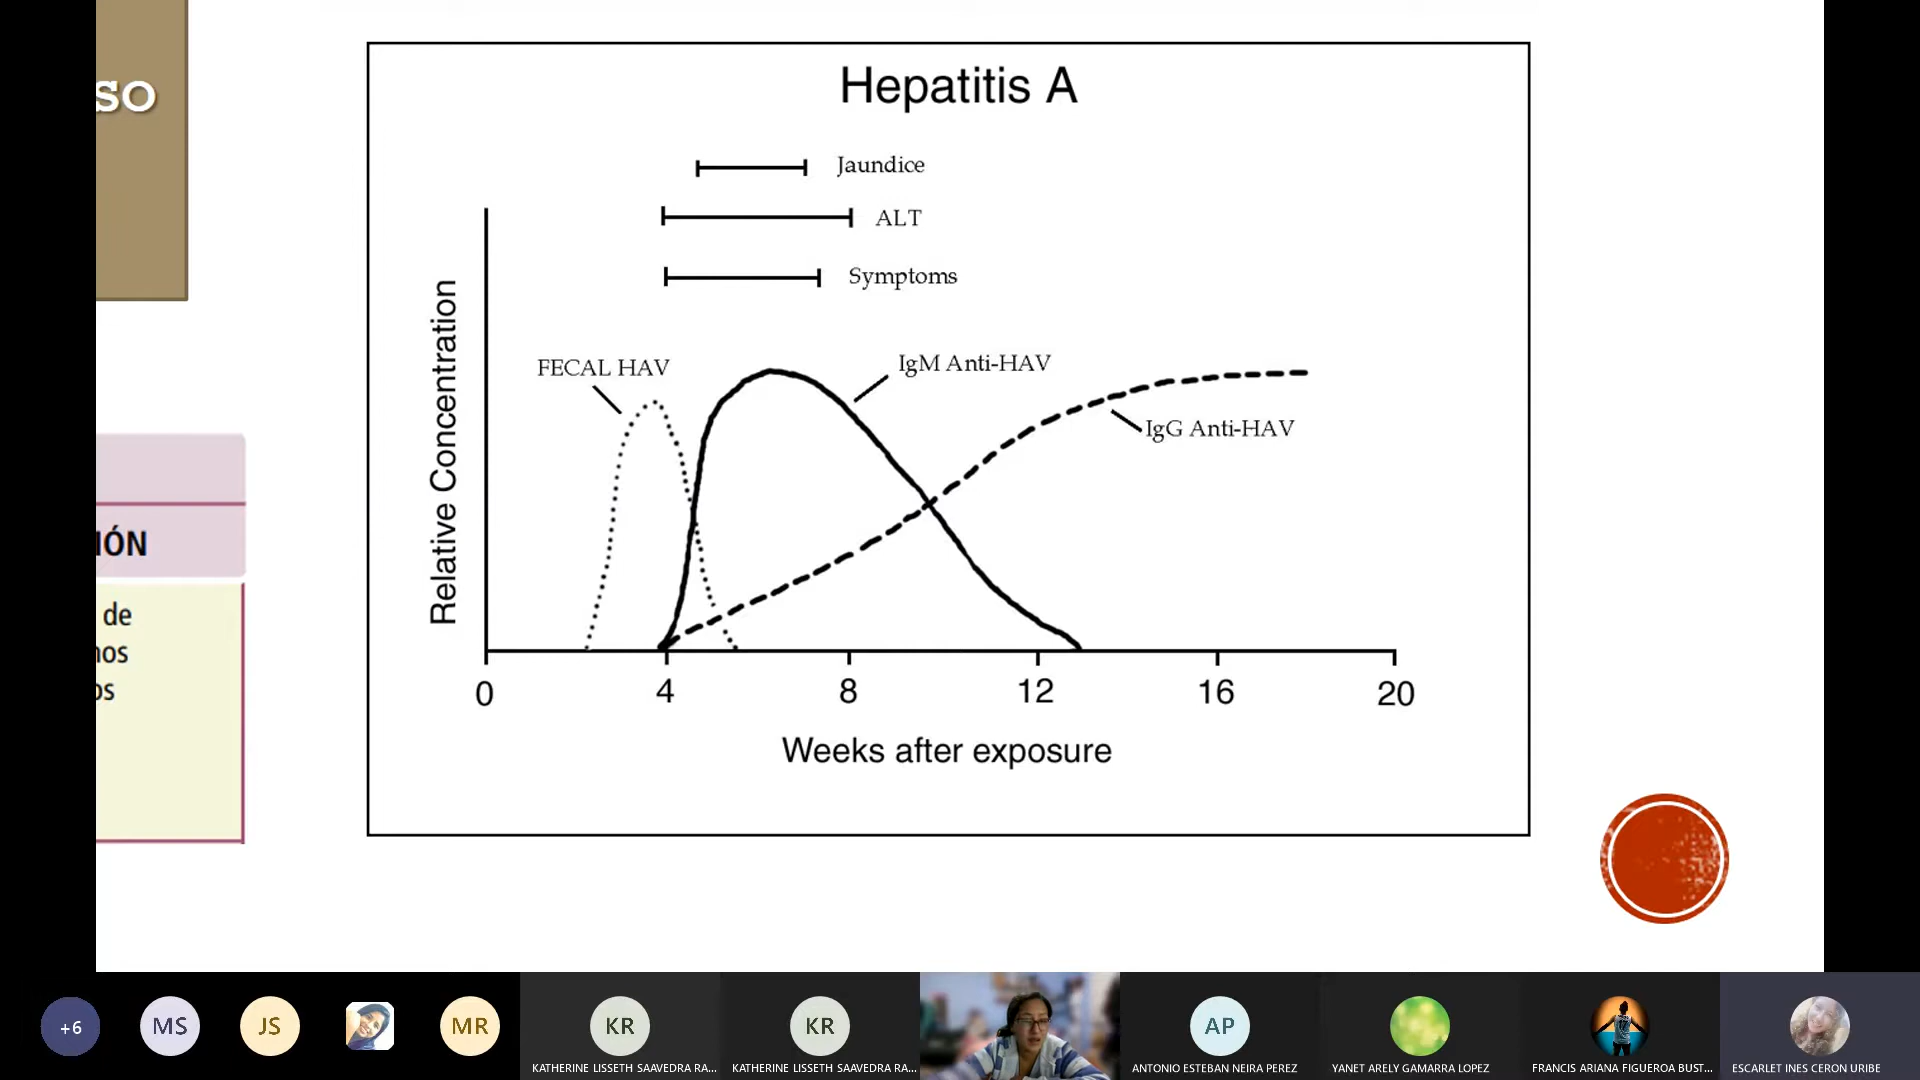 so
Hepatitis A
Jaundice
ALT
Symptoms
FECAL HAV
IgM Anti-HAV
IgG Anti-HAV
Relative Concentration
0 4 8 12 16 20
Weeks after exposure
IÓN
de
nos
os
+6
MS
JS
MR
KR
KATHERINE LISSETH SAAVEDRA RA...
KR
KATHERINE LISSETH SAAVEDRA RA...
AP
ANTONIO ESTEBAN NEIRA PEREZ
YANET ARELY GAMARRA LOPEZ
FRANCIS ARIANA FIGUEROA BUST...
ESCARLET INES CERON URIBE